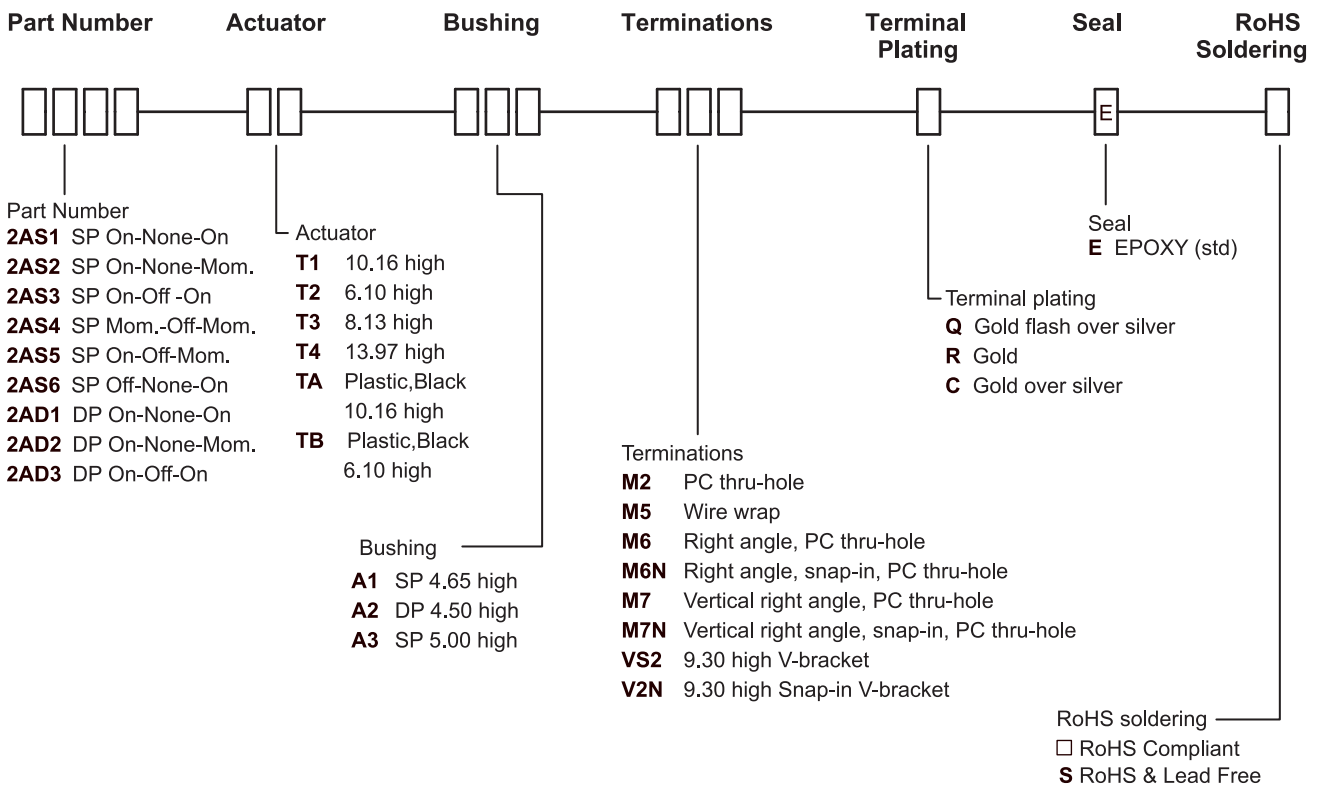 Part Number
Actuator
Bushing
Terminations
Terminal
Plating
Seal
RoHS
Soldering
E
Part Number
2AS1 SP On-None-On
2AS2 SP On-None-Mom.
2AS3 SP On-Off -On
2AS4 SP Mom.-Off-Mom.
2AS5 SP On-Off-Mom.
2AS6 SP Off-None-On
2AD1 DP On-None-On
2AD2 DP On-None-Mom.
2AD3 DP On-Off-On
Actuator
T1 10.16 high
T2 6.10 high
T3 8.13 high
T4 13.97 high
TA Plastic,Black
10.16 high
TB Plastic,Black
6.10 high
Bushing
A1 SP 4.65 high
A2 DP 4.50 high
A3 SP 5.00 high
Terminations
M2 PC thru-hole
M5 Wire wrap
M6 Right angle, PC thru-hole
M6N Right angle, snap-in, PC thru-hole
M7 Vertical right angle, PC thru-hole
M7N Vertical right angle, snap-in, PC thru-hole
VS2 9.30 high V-bracket
V2N 9.30 high Snap-in V-bracket
Terminal plating
Q Gold flash over silver
R Gold
C Gold over silver
Seal
E EPOXY (std)
RoHS soldering
□ RoHS Compliant
S RoHS & Lead Free